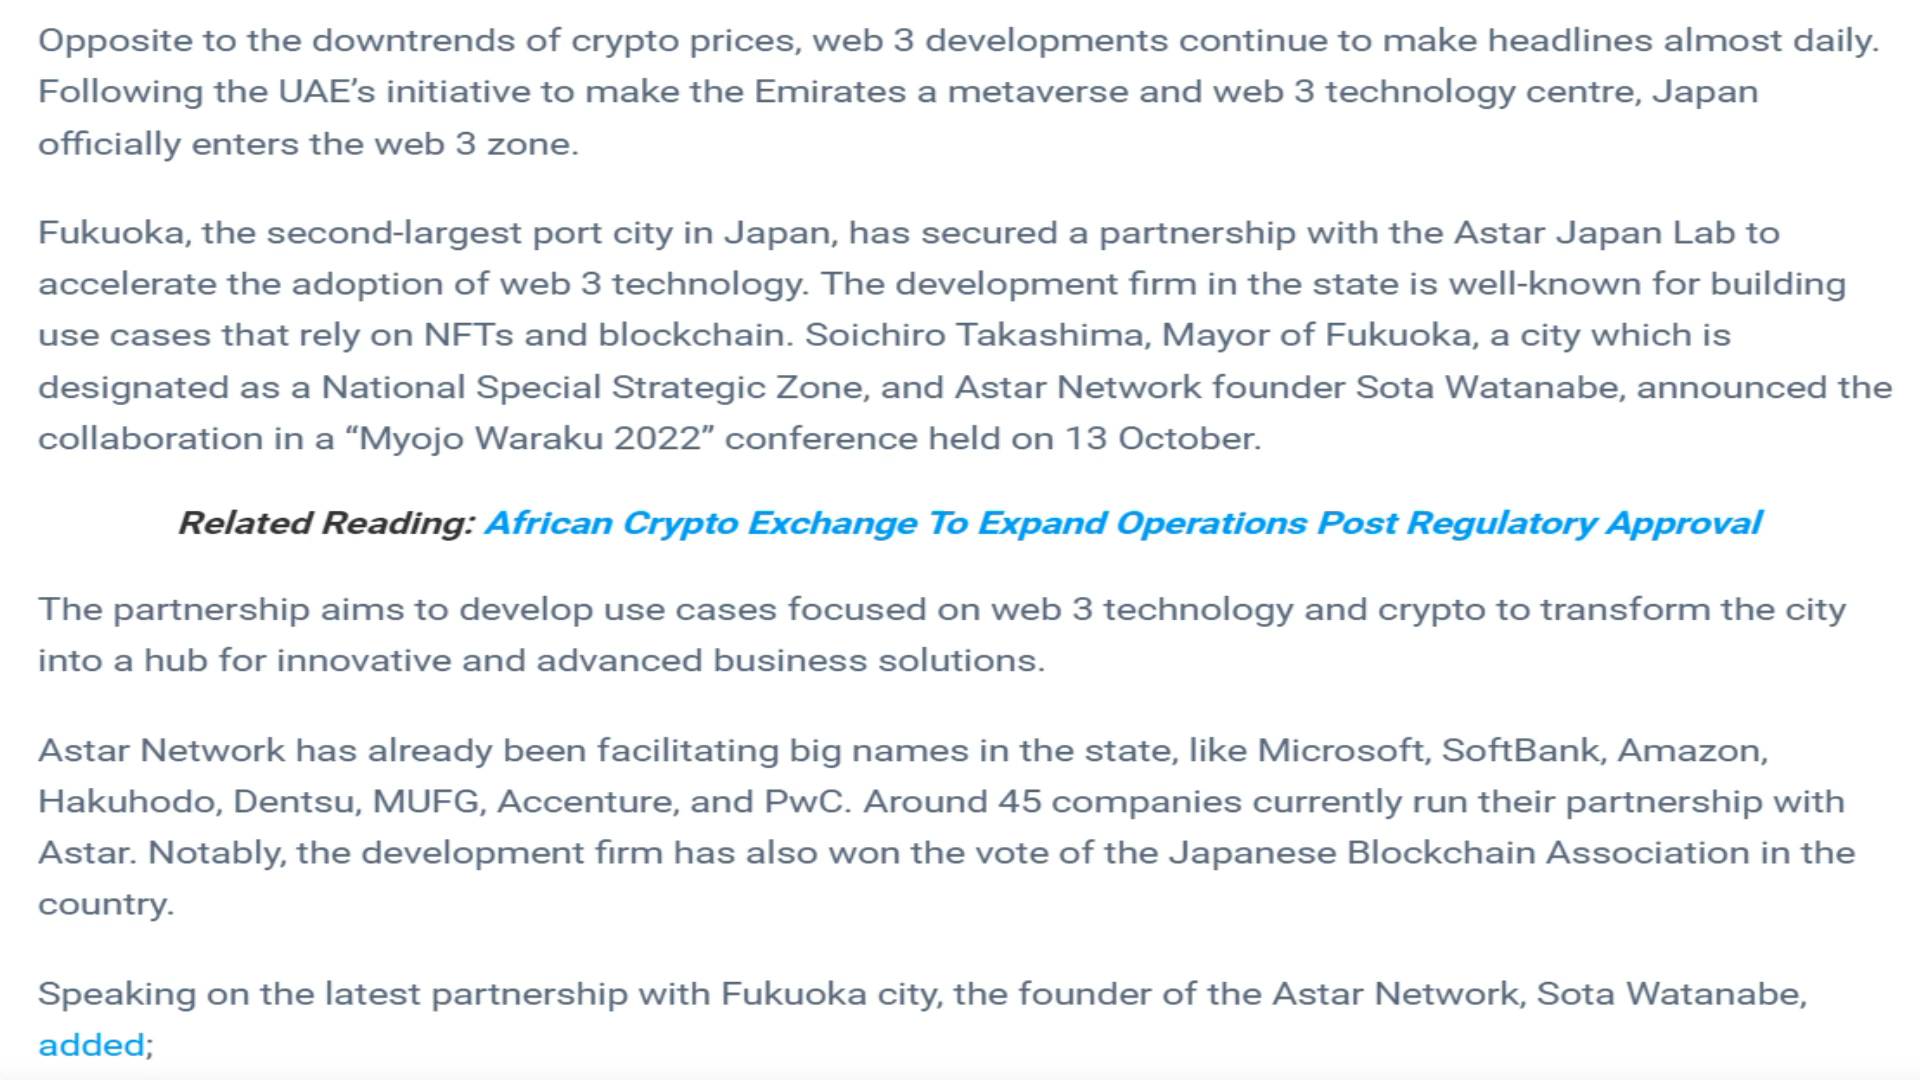 Opposite to the downtrends of crypto prices, web 3 developments continue to make headlines almost daily.
Following the UAE’s initiative to make the Emirates a metaverse and web 3 technology centre, Japan
officially enters the web 3 zone.
Fukuoka, the second-largest port city in Japan, has secured a partnership with the Astar Japan Lab to
accelerate the adoption of web 3 technology. The development firm in the state is well-known for building
use cases that rely on NFTs and blockchain. Soichiro Takashima, Mayor of Fukuoka, a city which is
designated as a National Special Strategic Zone, and Astar Network founder Sota Watanabe, announced the
collaboration in a “Myojo Waraku 2022” conference held on 13 October.
Related Reading: African Crypto Exchange To Expand Operations Post Regulatory Approval
The partnership aims to develop use cases focused on web 3 technology and crypto to transform the city
into a hub for innovative and advanced business solutions.
Astar Network has already been facilitating big names in the state, like Microsoft, SoftBank, Amazon,
Hakuhodo, Dentsu, MUFG, Accenture, and PwC. Around 45 companies currently run their partnership with
Astar. Notably, the development firm has also won the vote of the Japanese Blockchain Association in the
country.
Speaking on the latest partnership with Fukuoka city, the founder of the Astar Network, Sota Watanabe,
added;